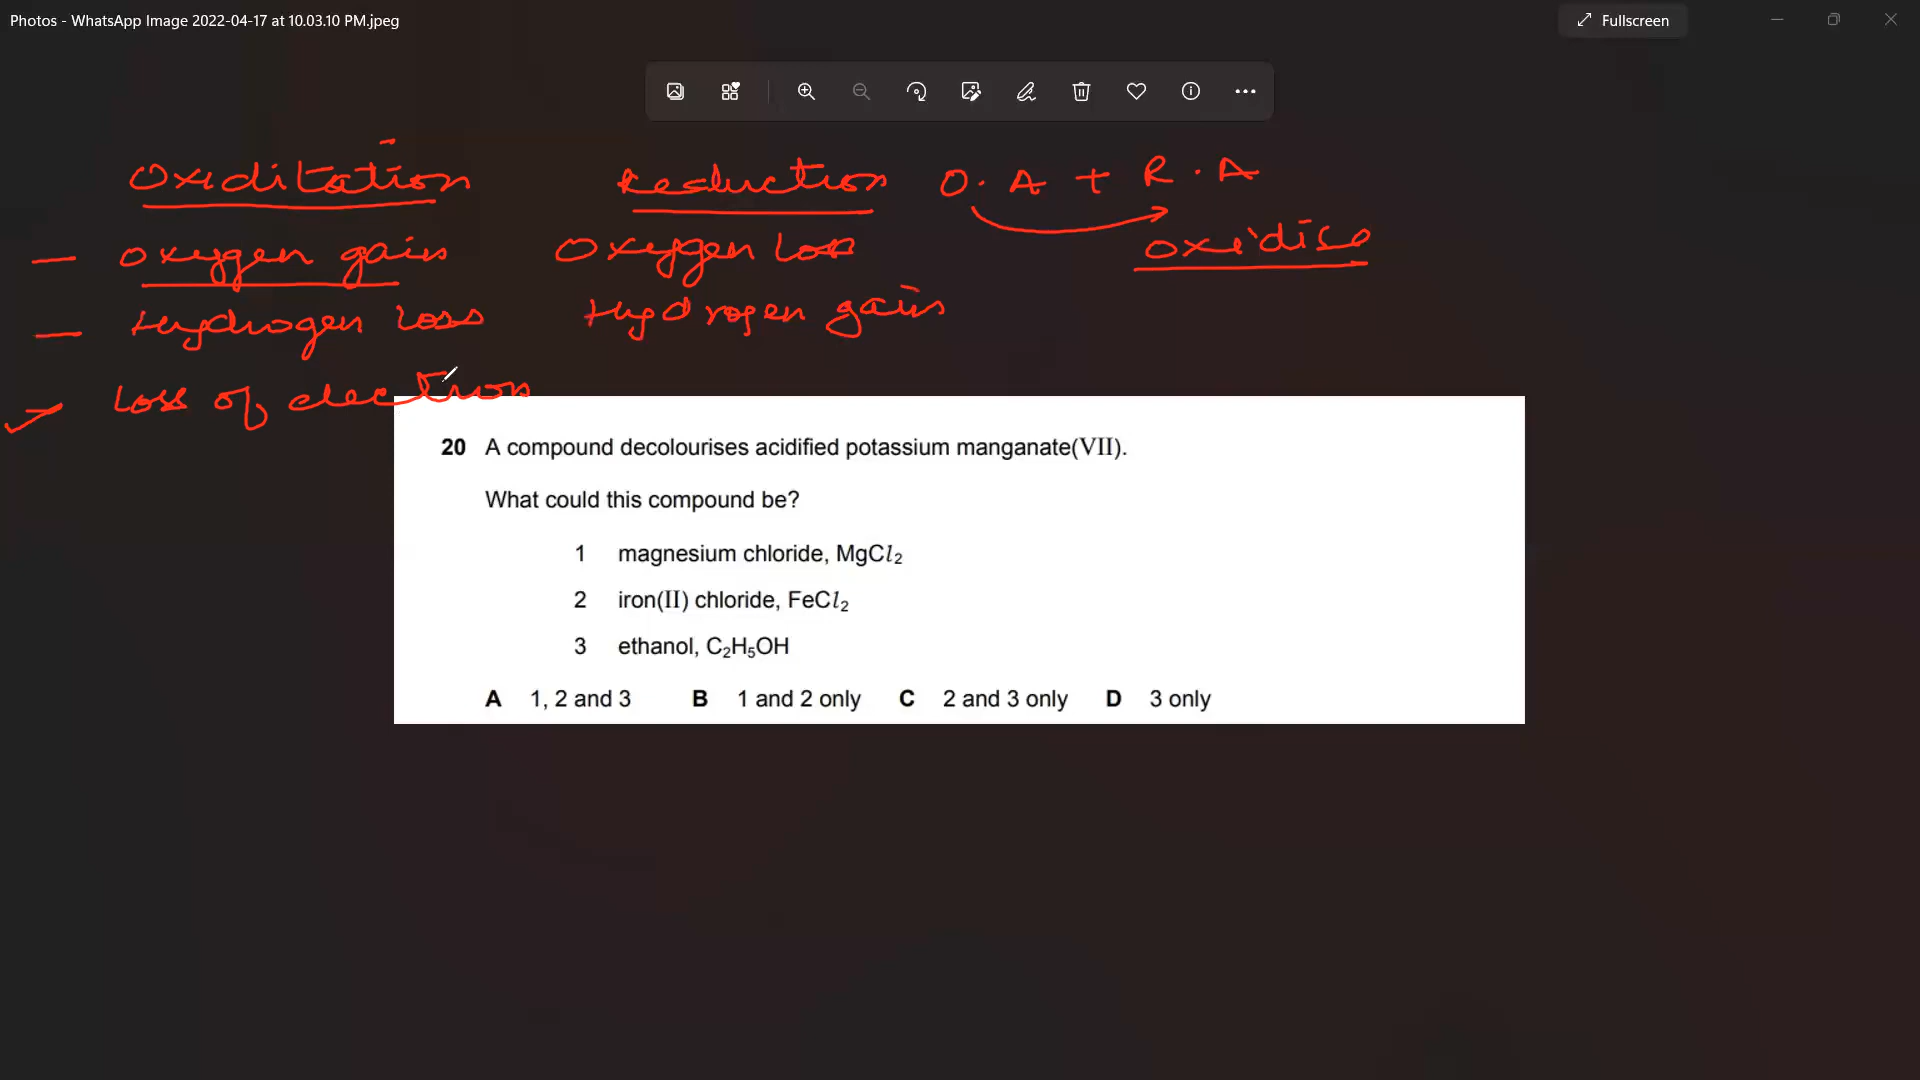 Photos - WhatsApp Image 2022-04-17 at 10.03.10 PM.jpeg
Fullscreen
Oxiditation Reduction O.A + R.A
oxidise
- oxygen gain Oxygen loss
- Hydrogen loss Hydrogen gain
Loss of electron
20 A compound decolourises acidified potassium manganate(VII).
What could this compound be?
1 magnesium chloride, MgCl₂
2 iron(II) chloride, FeCl₂
3 ethanol, C₂H₅OH
A 1, 2 and 3 B 1 and 2 only C 2 and 3 only D 3 only